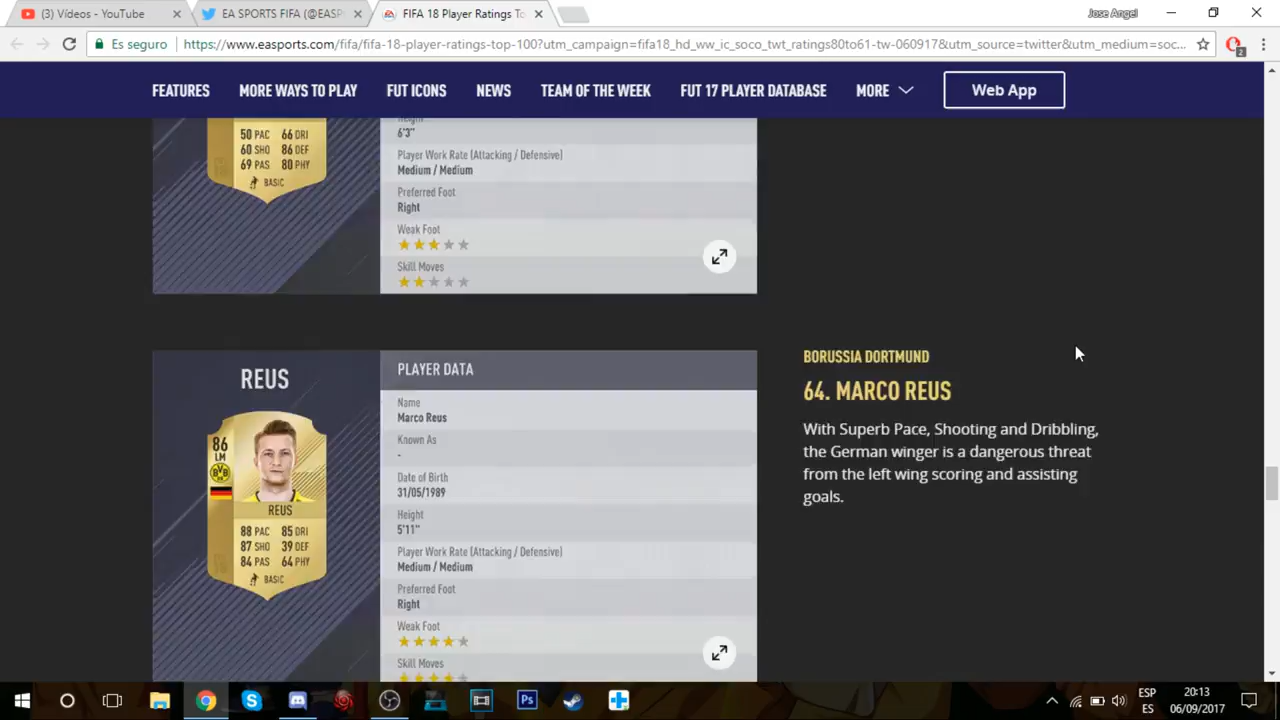 (3) Vídeos - YouTube
EA SPORTS FIFA (@EASP
FIFA 18 Player Ratings To
Jose Angel
Es seguro
https://www.easports.com/fifa/fifa-18-player-ratings-top-100?utm_campaign=fifa18_hd_ww_ic_soco_twt_ratings80to61-tw-060917&utm_source=twitter&utm_medium=soc...
2
FEATURES
MORE WAYS TO PLAY
FUT ICONS
NEWS
TEAM OF THE WEEK
FUT 17 PLAYER DATABASE
MORE
Web App
50 PAC 66 DRI
60 SHO 86 DEF
69 PAS 80 PHY
BASIC
Height
6'3"
Player Work Rate (Attacking / Defensive)
Medium / Medium
Preferred Foot
Right
Weak Foot
Skill Moves
REUS
86
LM
BVB
09
REUS
88 PAC 85 DRI
87 SHO 39 DEF
84 PAS 64 PHY
BASIC
PLAYER DATA
Name
Marco Reus
Known As
-
Date of Birth
31/05/1989
Height
5'11"
Player Work Rate (Attacking / Defensive)
Medium / Medium
Preferred Foot
Right
Weak Foot
Skill Moves
BORUSSIA DORTMUND
64. MARCO REUS
With Superb Pace, Shooting and Dribbling,
the German winger is a dangerous threat
from the left wing scoring and assisting
goals.
Ps
ESP
ES
20:13
06/09/2017